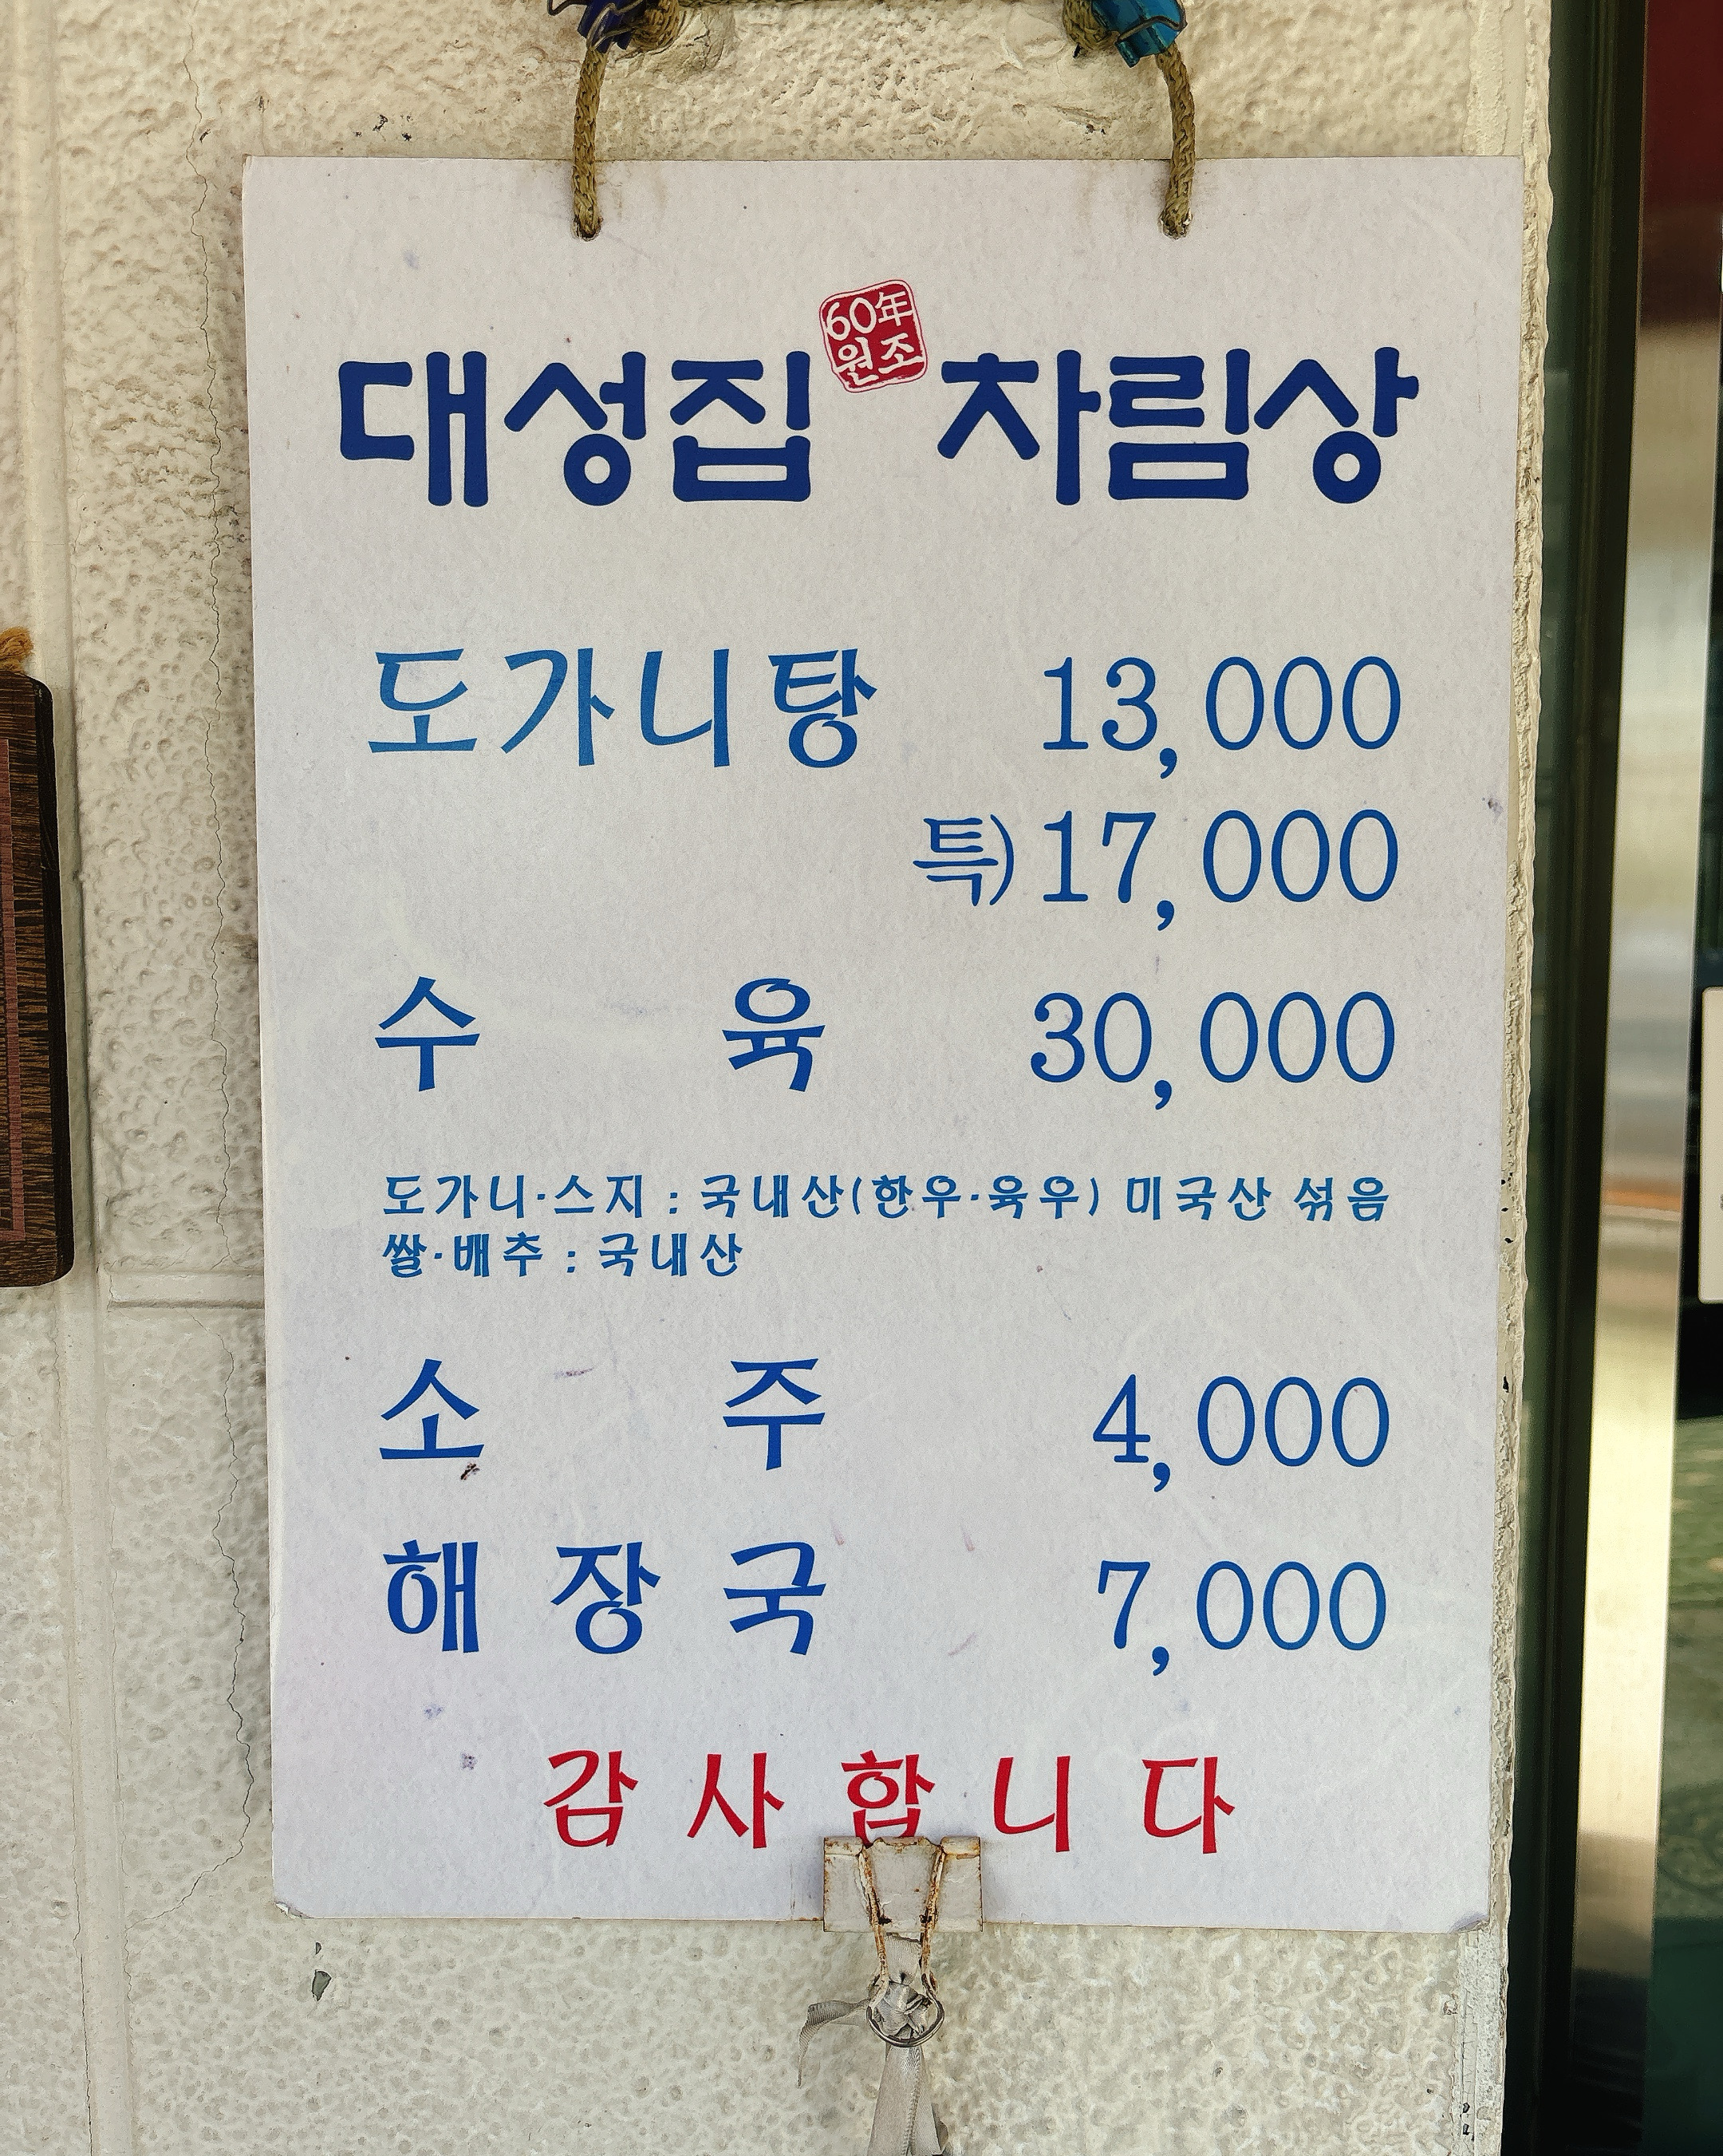 60年
원조
대성집 차림상
도가니탕 13,000
특) 17,000
수 육 30,000
도가니·스지 : 국내산(한우·육우) 미국산 섞음
쌀·배추 : 국내산
소 주 4,000
해 장 국 7,000
감 사 합 니 다